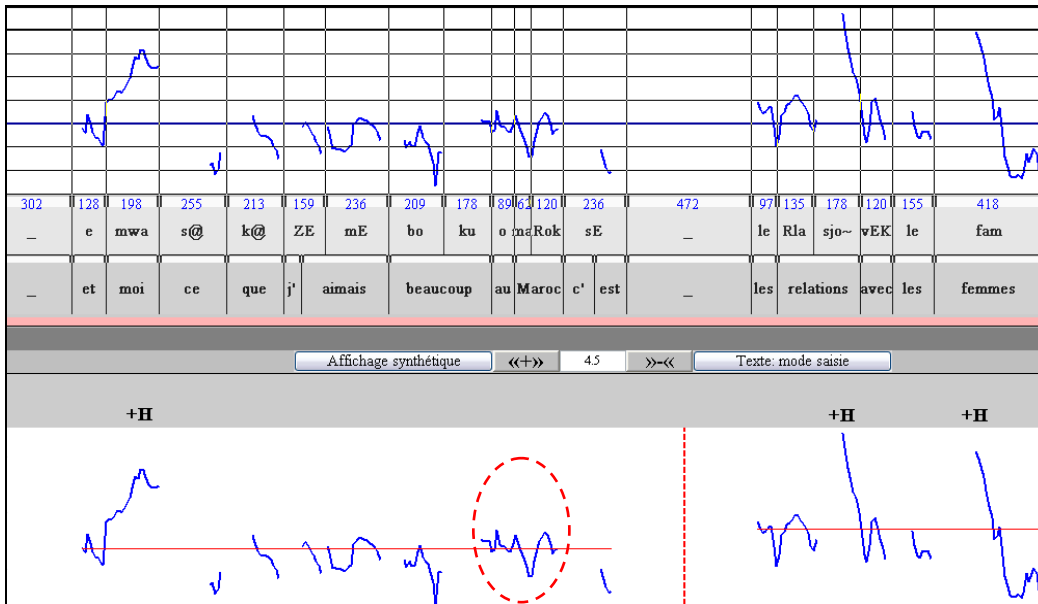 302 128 198 255 213 159 236 209 178 89 62 120 236 472 97 135 178 120 155 418
_ e mwa s@ k@ ZE mE bo ku o ma Rok sE _ le Rla sjo~ vEK le fam
_ et moi ce que j' aimais beaucoup au Maroc c' est _ les relations avec les femmes
Affichage synthétique «+» 4.5 »-« Texte: mode saisie
+H +H +H